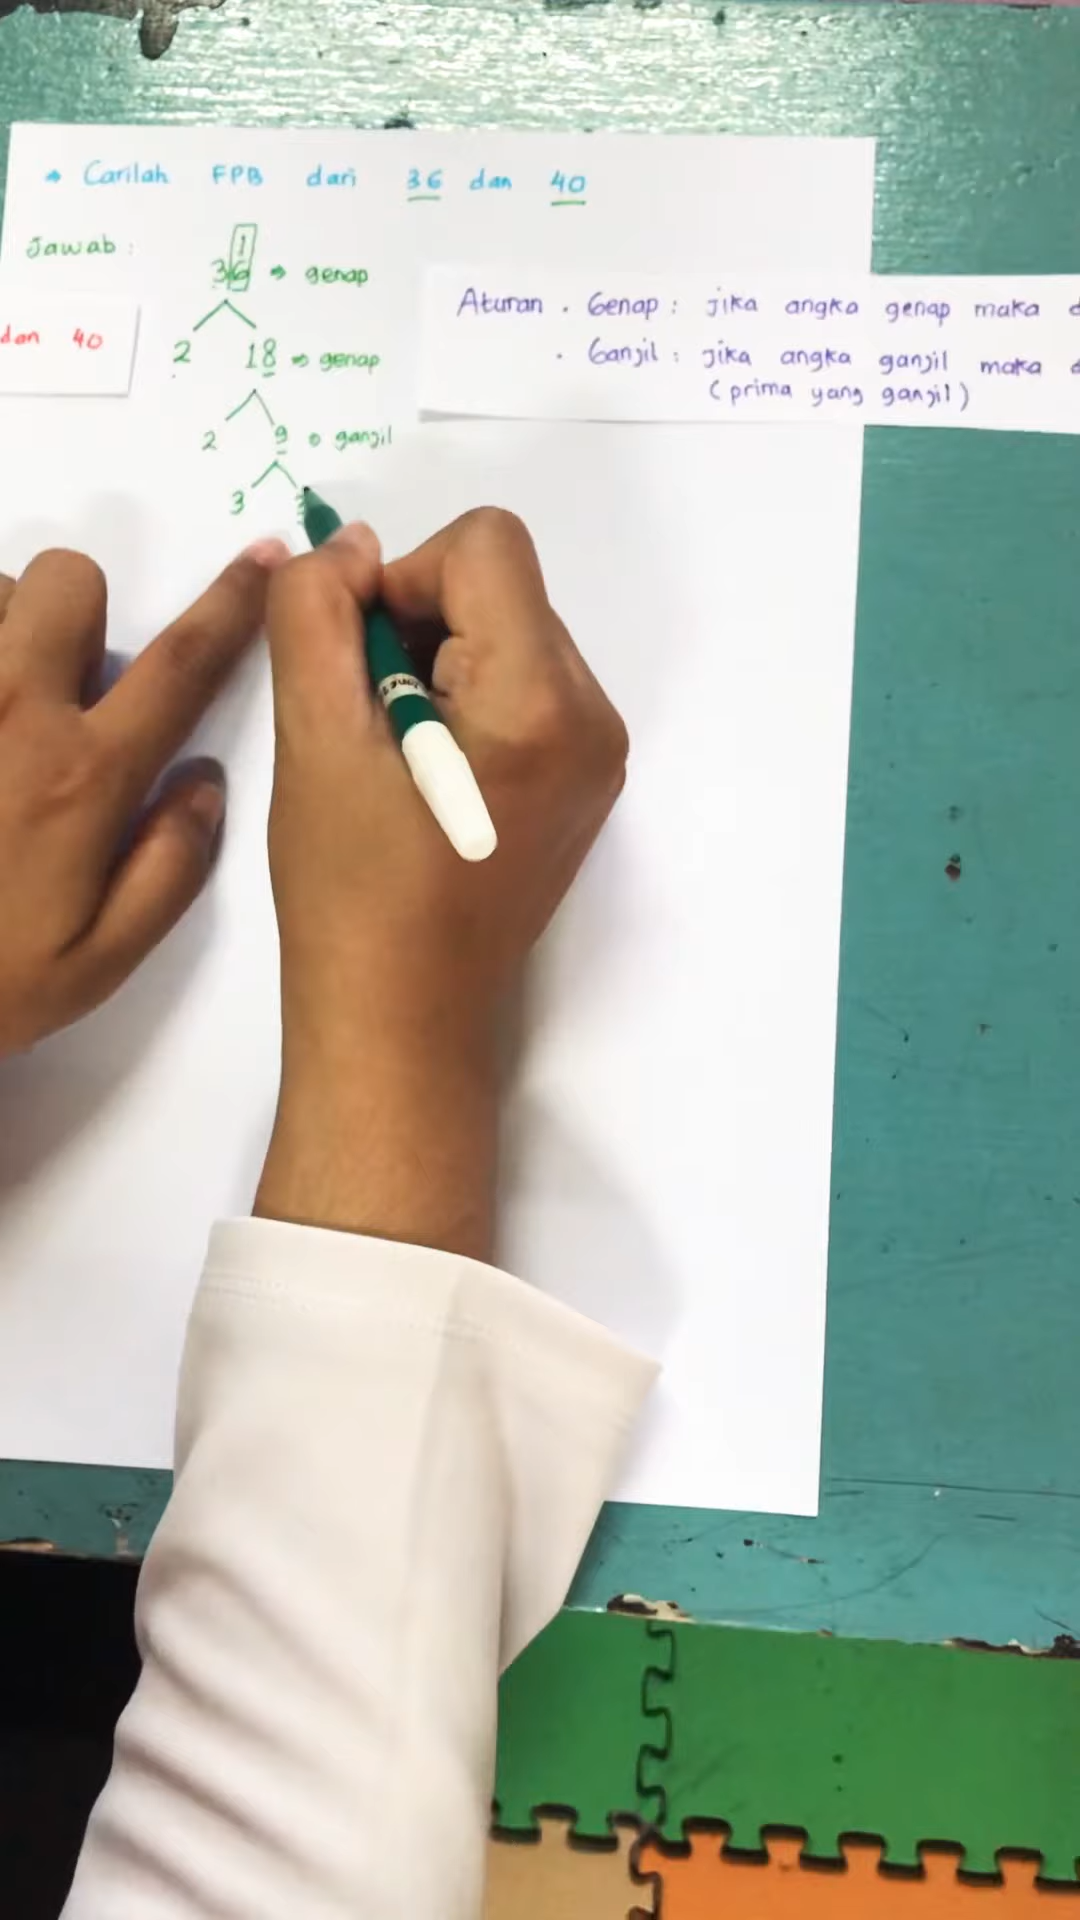 → Carilah FPB dari 36 dan 40
Jawab :
1
36 → genap
dan 40
2 18 → genap
2 9 → ganjil
3 3
Aturan . Genap : jika angka genap maka
. Ganjil : jika angka ganjil maka
(prima yang ganjil)